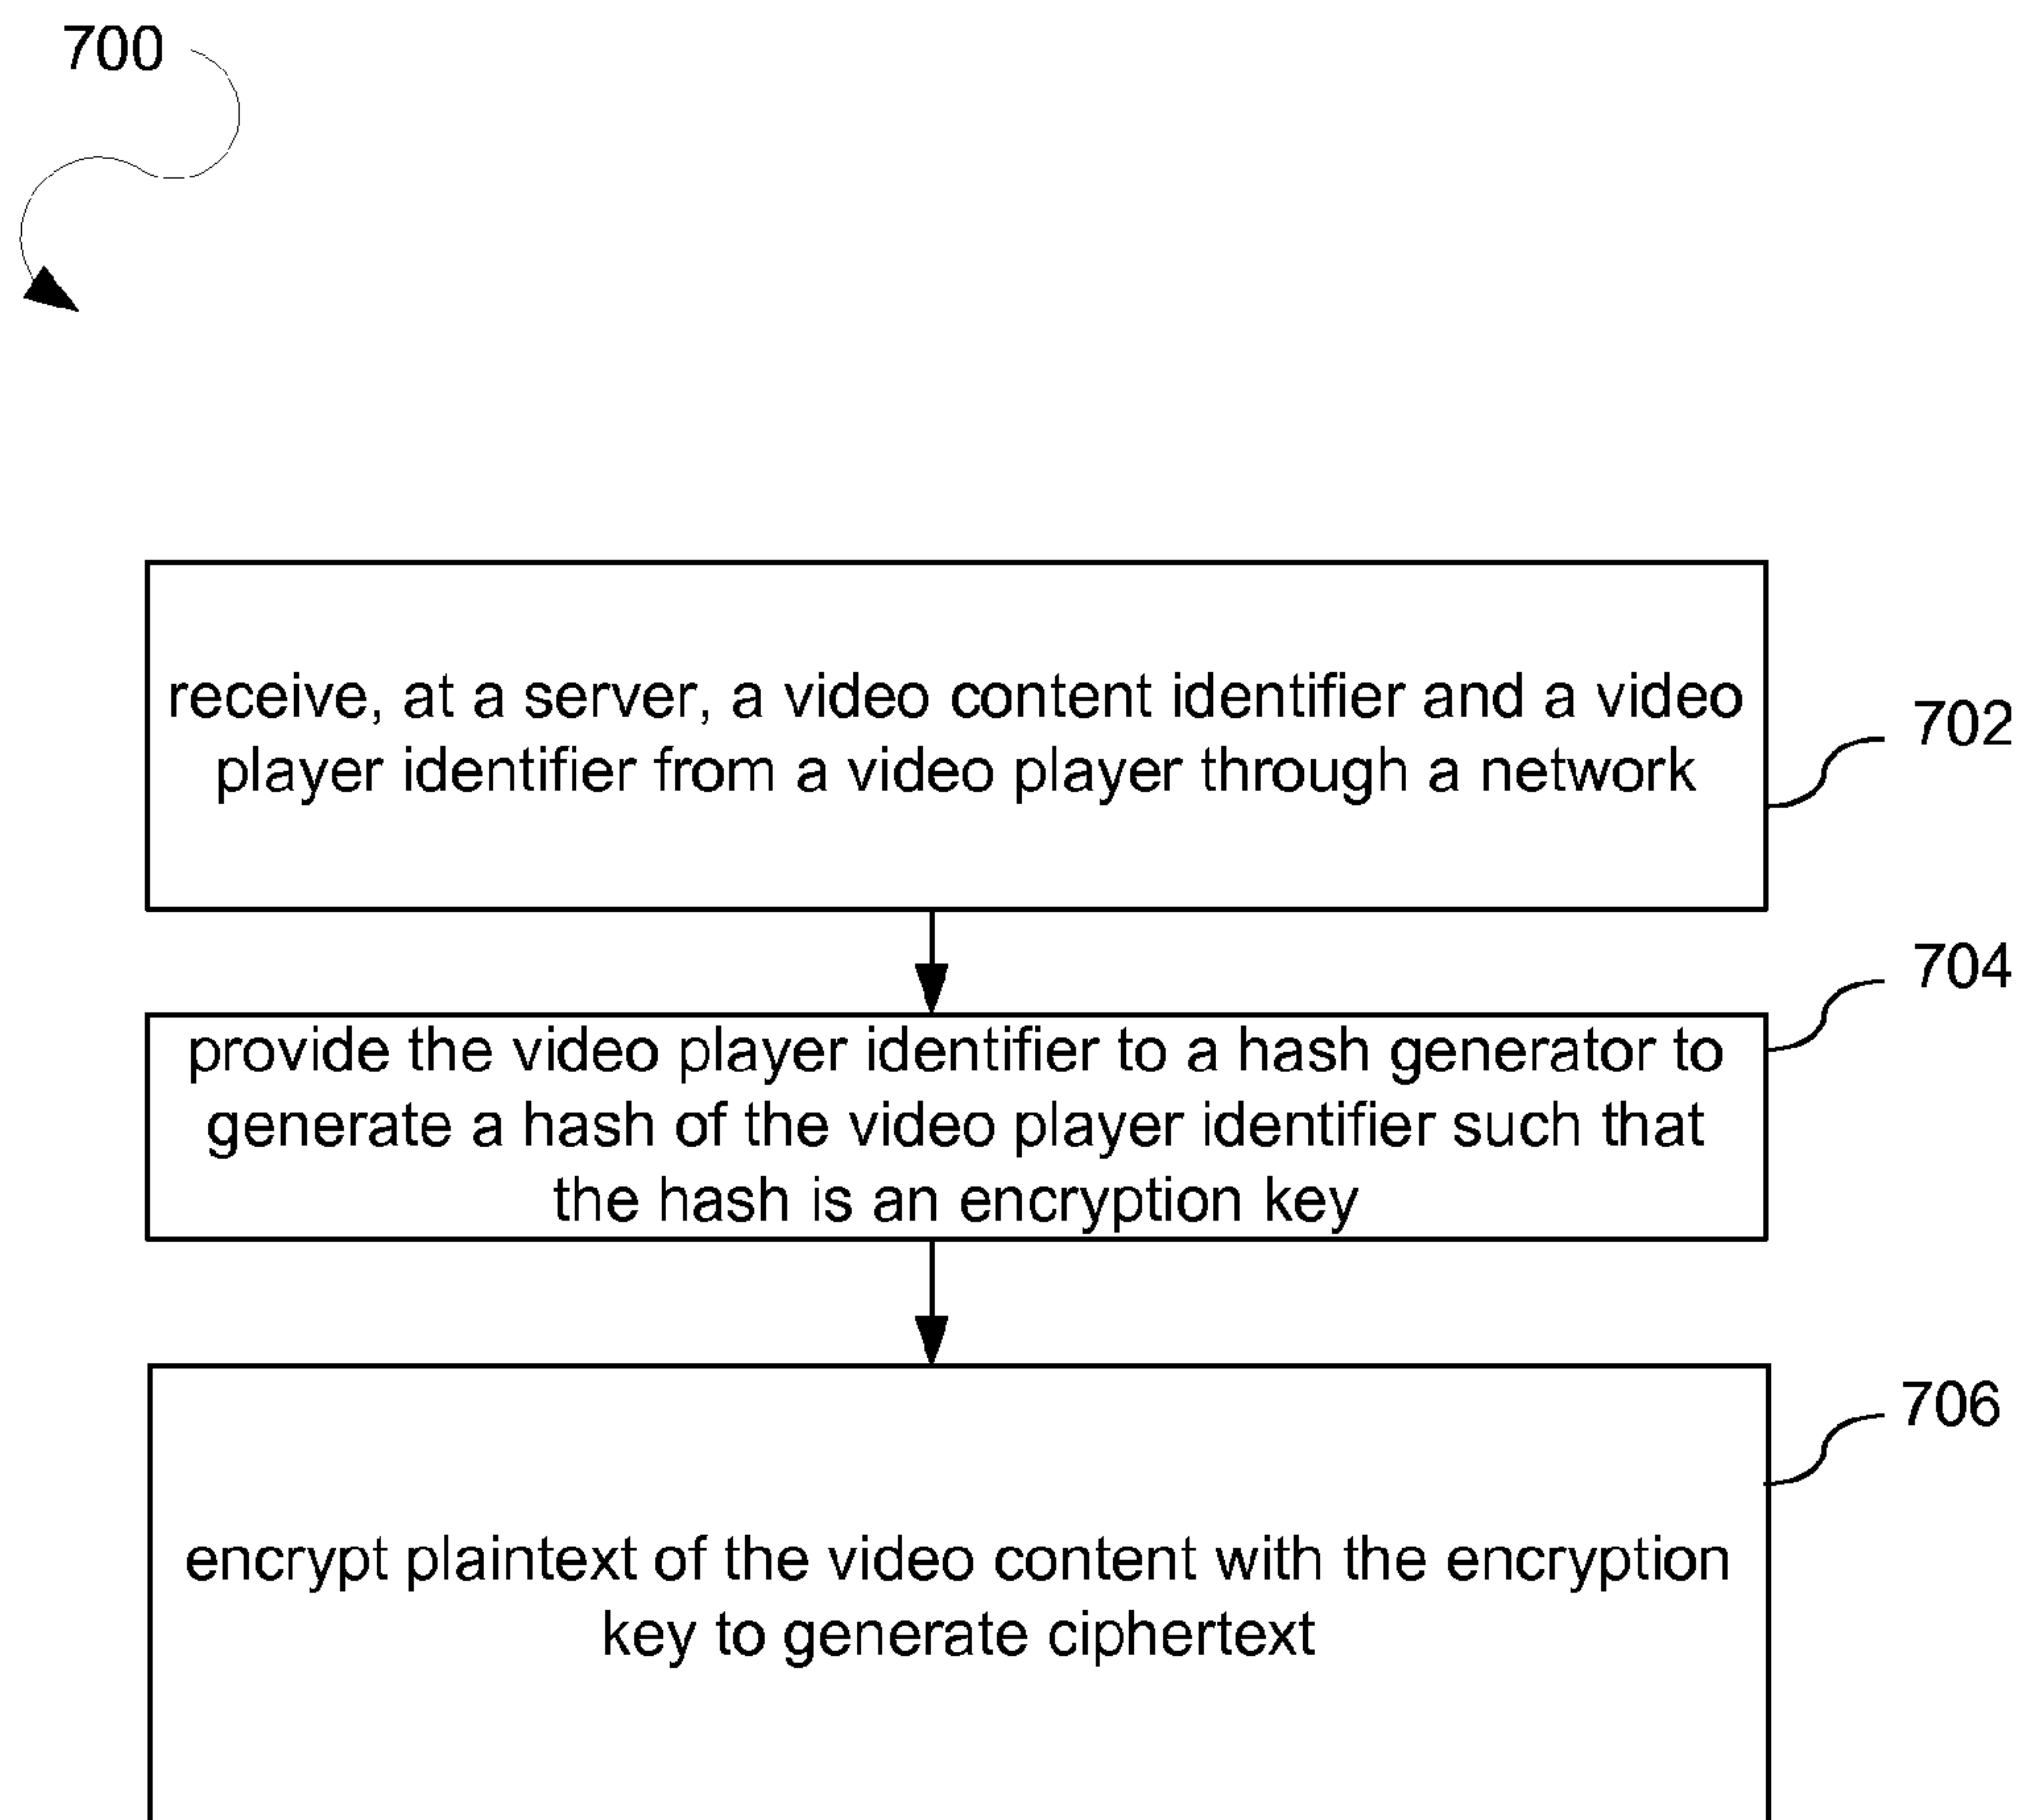 700
receive, at a server, a video content identifier and a video
player identifier from a video player through a network
702
704
provide the video player identifier to a hash generator to
generate a hash of the video player identifier such that
the hash is an encryption key
706
encrypt plaintext of the video content with the encryption
key to generate ciphertext